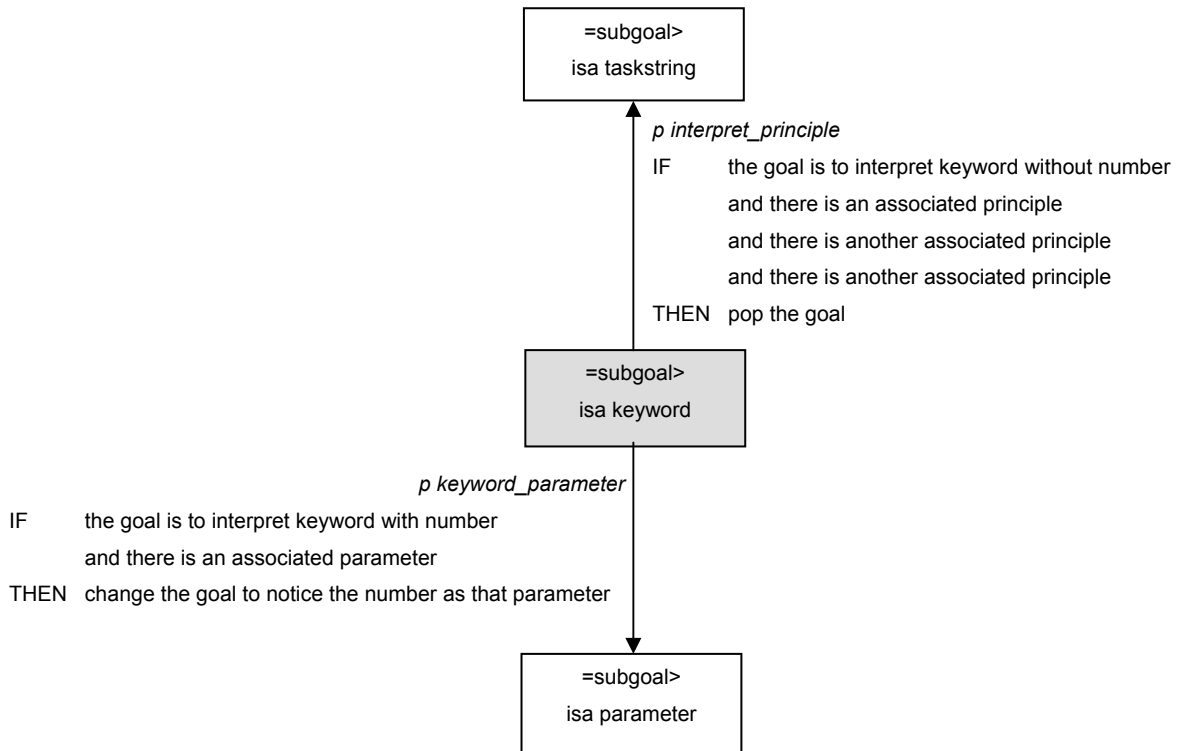 =subgoal>
isa taskstring
p interpret_principle
IF the goal is to interpret keyword without number
and there is an associated principle
and there is another associated principle
and there is another associated principle
THEN pop the goal
=subgoal>
isa keyword
p keyword_parameter
IF the goal is to interpret keyword with number
and there is an associated parameter
THEN change the goal to notice the number as that parameter
=subgoal>
isa parameter